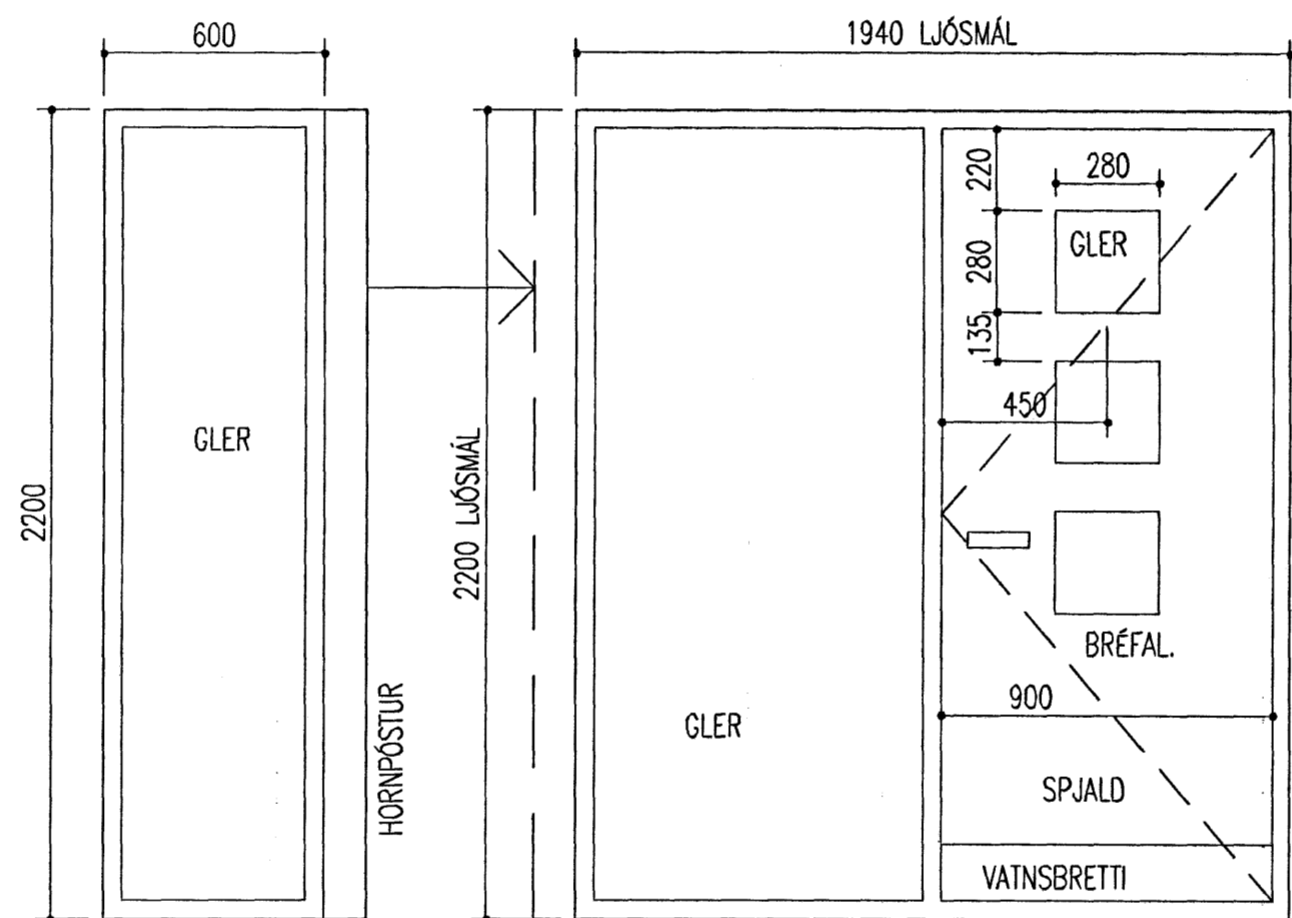 600
1940 LJÓSMÁL
220
280
GLER
280
135
450
GLER
2200
2200 LJÓSMÁL
BRÉFAL.
900
HORNPÓSTUR
GLER
SPJALD
VATNSBRETTI